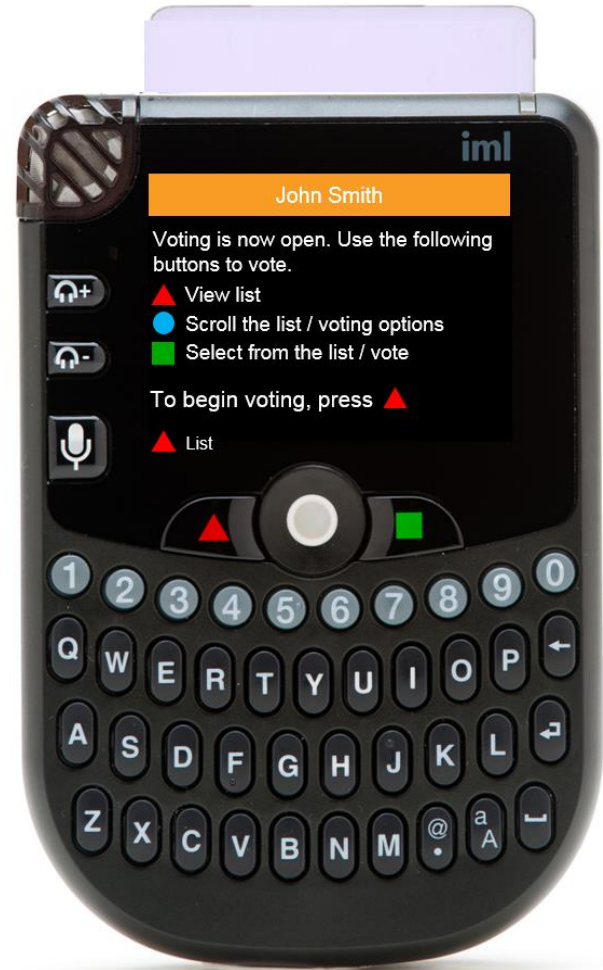 iml
John Smith
Voting is now open. Use the following
buttons to vote.
View list
Scroll the list / voting options
Select from the list / vote
To begin voting, press
List
1 2 3 4 5 6 7 8 9 0
Q W E R T Y U I O P
A S D F G H J K L
Z X C V B N M @ . a A